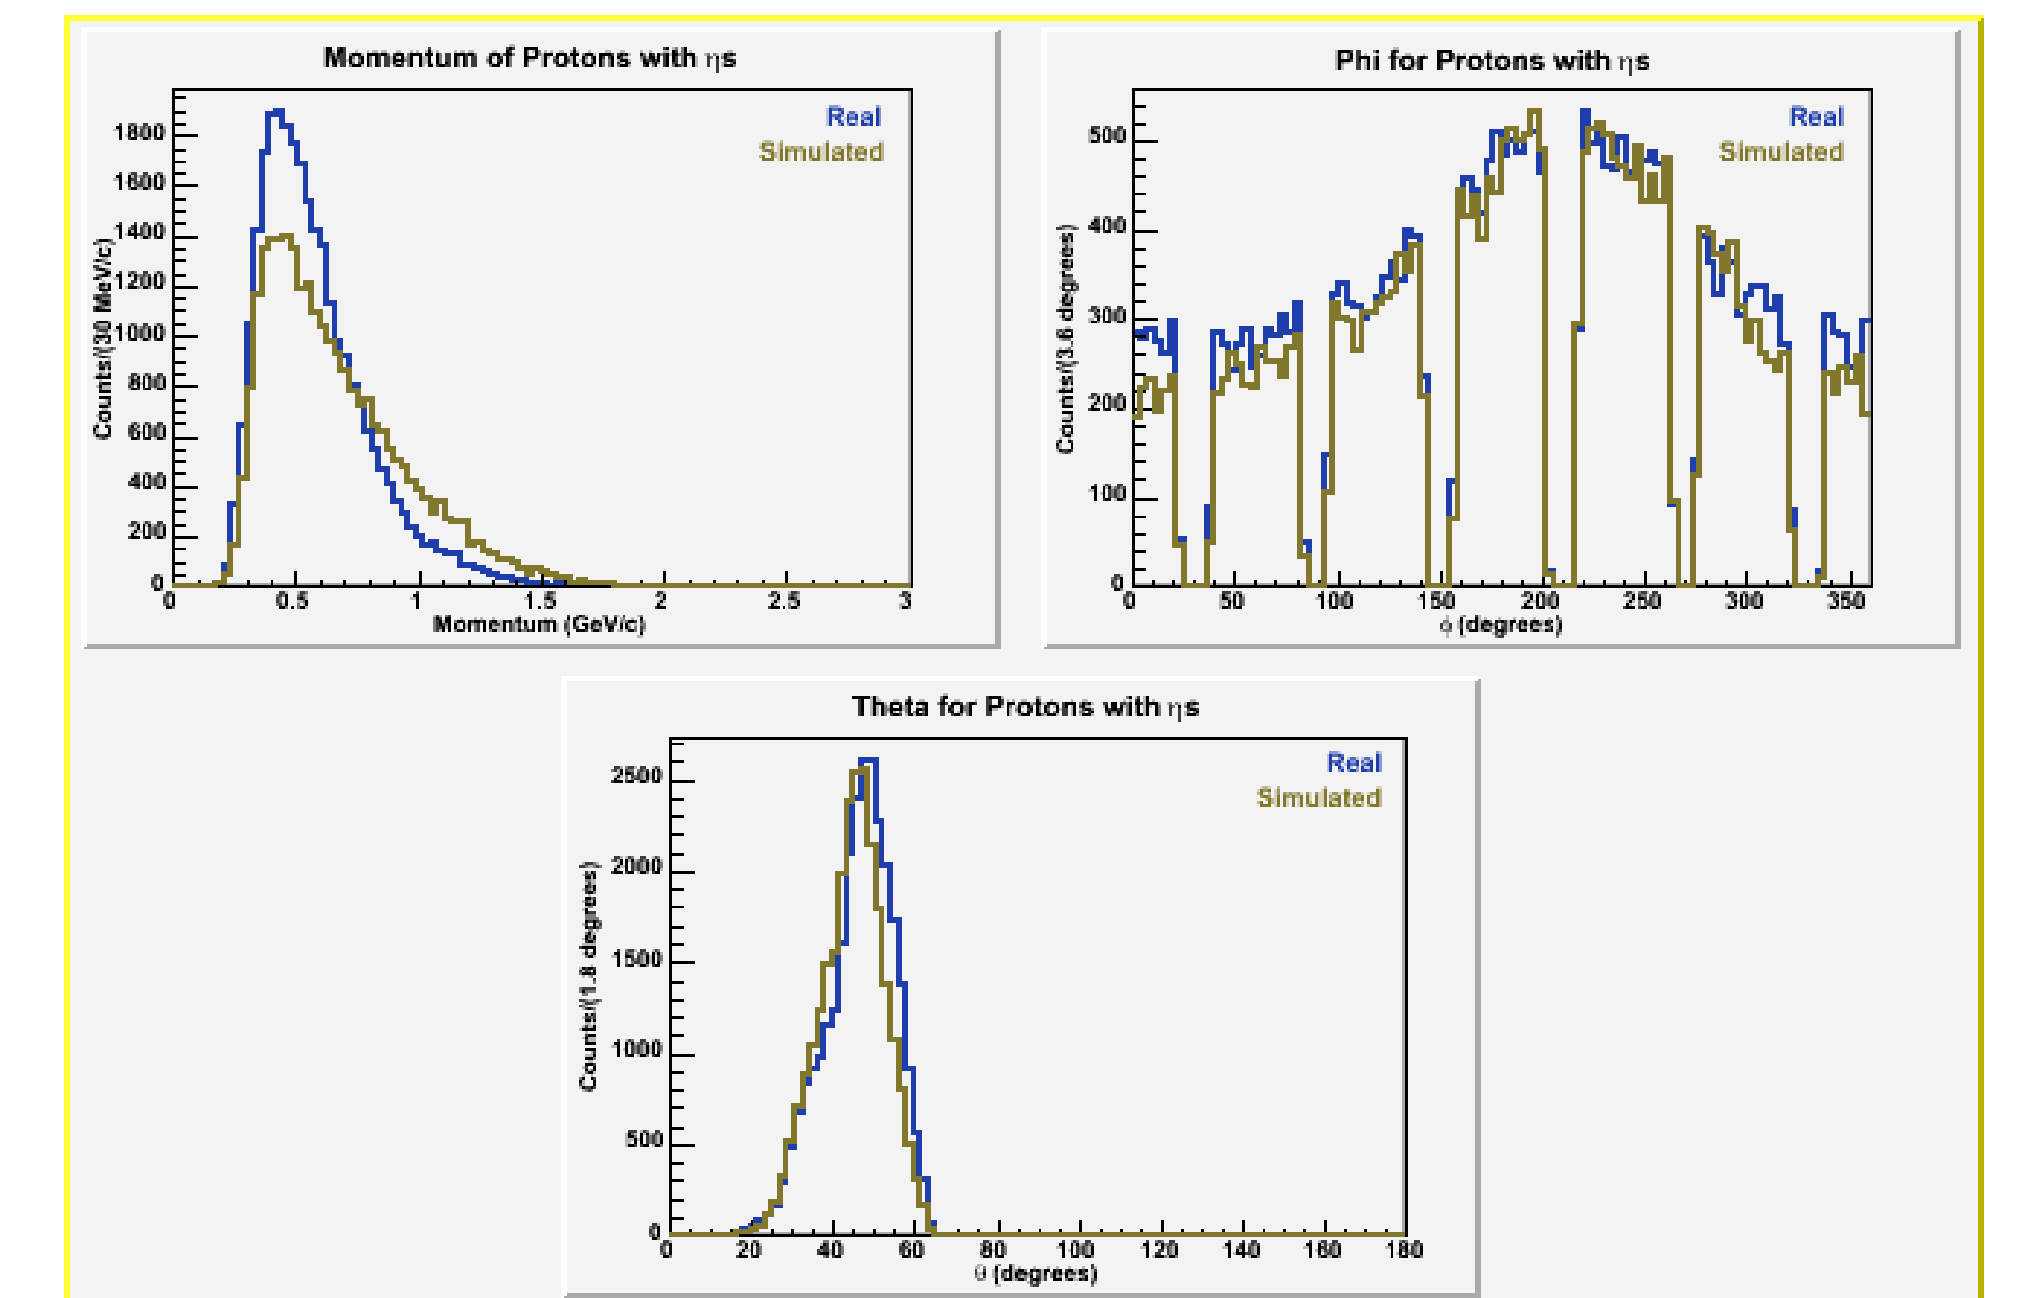 Momentum of Protons with ηs
Real
Simulated
Counts/(30 MeV/c)
1800
1600
1400
1200
1000
800
600
400
200
0
0 0.5 1 1.5 2 2.5 3
Momentum (GeV/c)
Phi for Protons with ηs
Real
Simulated
Counts/(3.6 degrees)
500
400
300
200
100
0
0 50 100 150 200 250 300 350
ϕ (degrees)
Theta for Protons with ηs
Real
Simulated
Counts/(1.8 degrees)
2500
2000
1500
1000
500
0
0 20 40 60 80 100 120 140 160 180
θ (degrees)